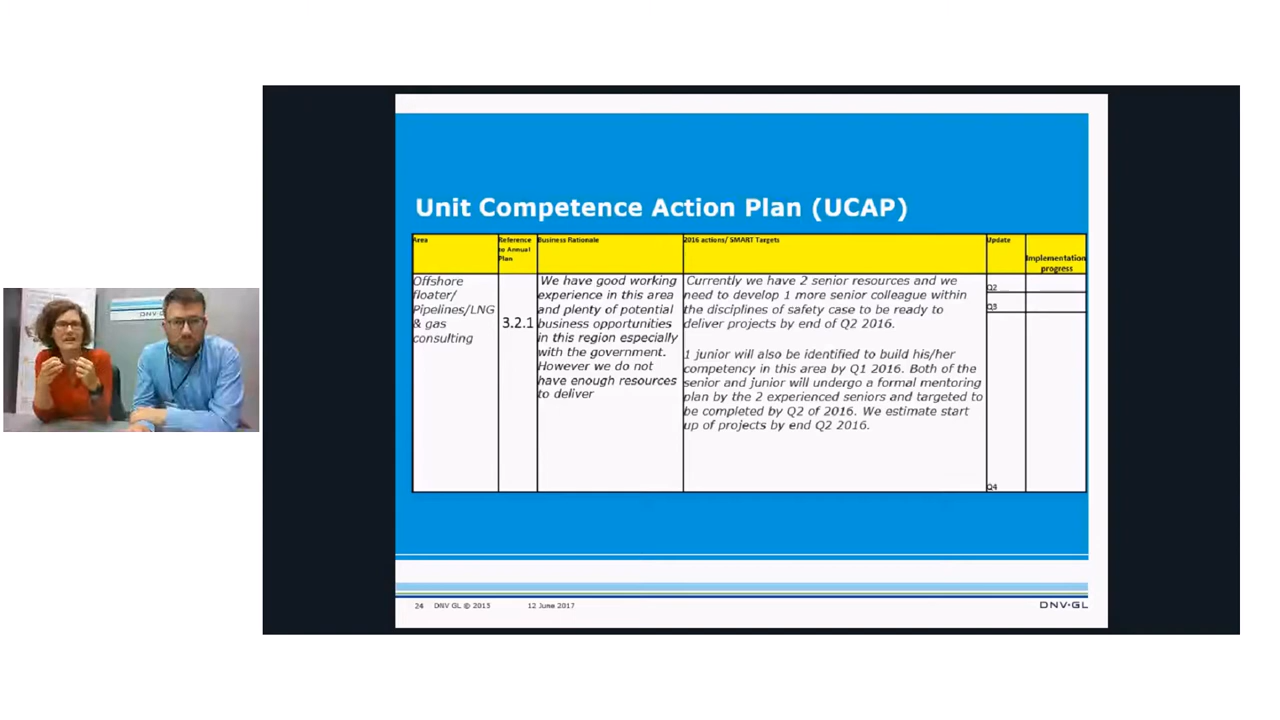 Unit Competence Action Plan (UCAP)
Area
Reference
to Annual
Plan
Business Rationale
2016 actions/ SMART Targets
Update
Implementation
progress
Offshore
floater/
Pipelines/LNG
& gas
consulting
3.2.1
We have good working
experience in this area
and plenty of potential
business opportunities
in this region especially
with the government.
However we do not
have enough resources
to deliver
Currently we have 2 senior resources and we
need to develop 1 more senior colleague within
the disciplines of safety case to be ready to
deliver projects by end of Q2 2016.
1 junior will also be identified to build his/her
competency in this area by Q1 2016. Both of the
senior and junior will undergo a formal mentoring
plan by the 2 experienced seniors and targeted to
be completed by Q2 of 2016. We estimate start
up of projects by end Q2 2016.
Q2
Q3
Q4
DNV
24 DNV GL © 2015 12 June 2017
DNV·GL